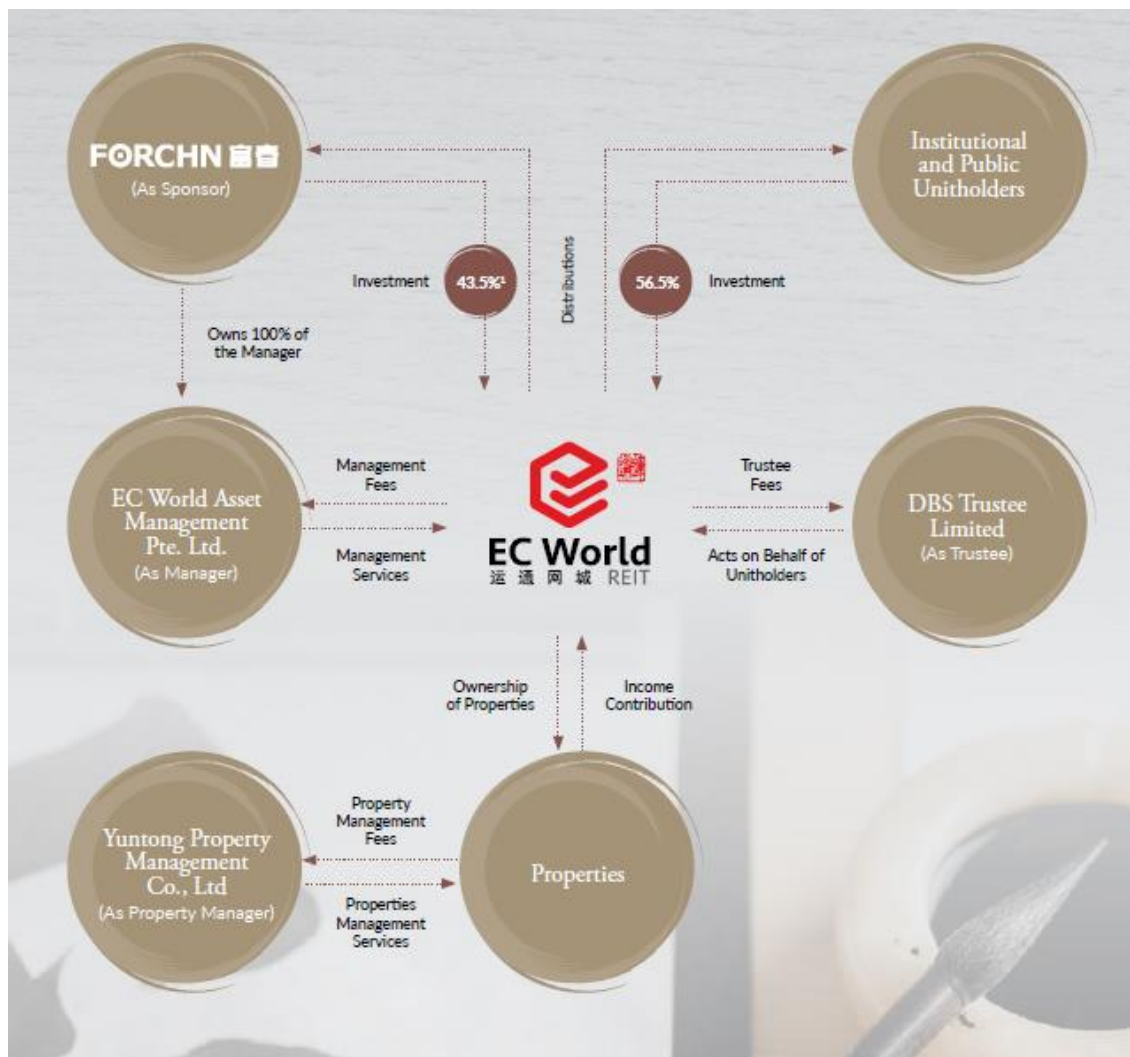 FORCHN 富春
(As Sponsor)
Institutional
and Public
Unitholders
Investment
43.5%¹
Distributions
56.5%
Investment
Owns 100% of
the Manager
EC World Asset
Management
Pte. Ltd.
(As Manager)
Management
Fees
Management
Services
EC World
运通网城 REIT
Trustee
Fees
Acts on Behalf of
Unitholders
DBS Trustee
Limited
(As Trustee)
Ownership
of Properties
Income
Contribution
Yuntong Property
Management
Co., Ltd
(As Property Manager)
Property
Management
Fees
Properties
Management
Services
Properties